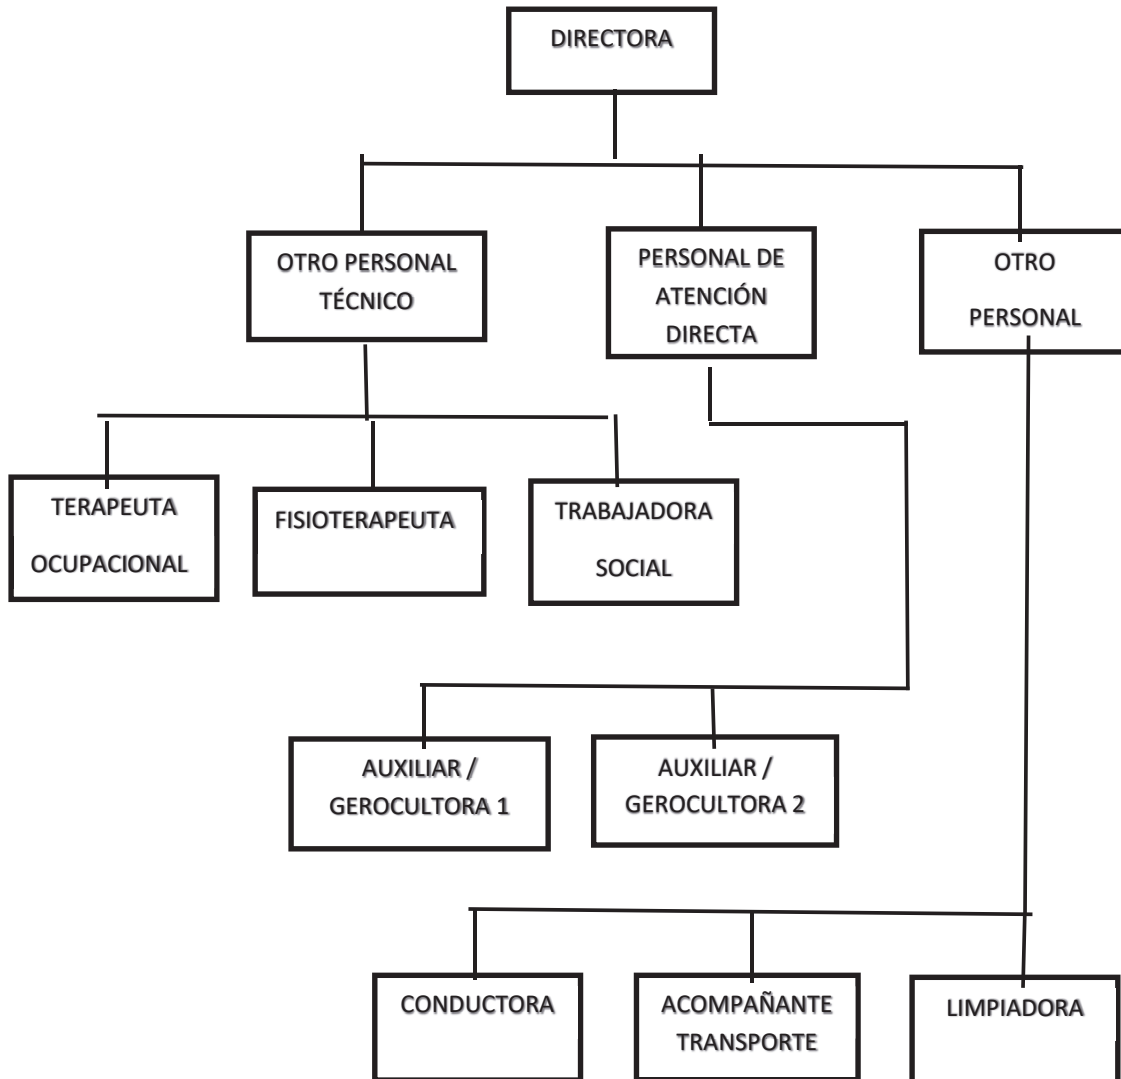 DIRECTORA
OTRO PERSONAL
TÉCNICO
PERSONAL DE
ATENCIÓN
DIRECTA
OTRO
PERSONAL
TERAPEUTA
OCUPACIONAL
FISIOTERAPEUTA
TRABAJADORA
SOCIAL
AUXILIAR /
GEROCULTORA 1
AUXILIAR /
GEROCULTORA 2
CONDUCTORA
ACOMPAÑANTE
TRANSPORTE
LIMPIADORA